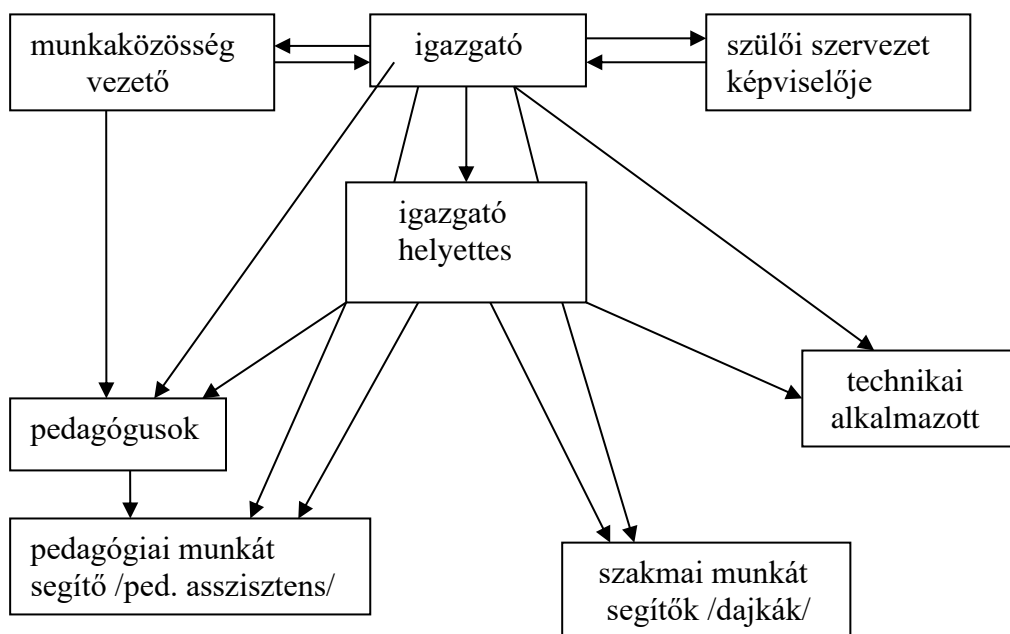 munkaközösség
vezető
igazgató
szülői szervezet
képviselője
igazgató
helyettes
technikai
alkalmazott
pedagógusok
pedagógiai munkát
segítő /ped. asszisztens/
szakmai munkát
segítők /dajkák/